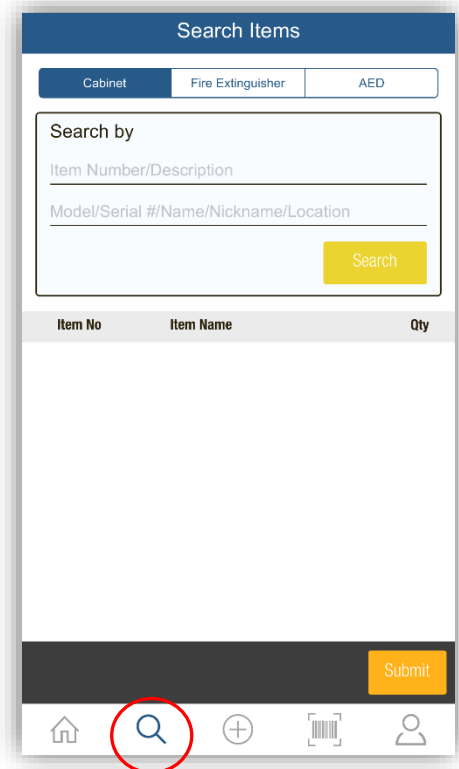 Search Items
Cabinet Fire Extinguisher AED
Search by
Item Number/Description
Model/Serial #/Name/Nickname/Location
Search
Item No Item Name Qty
Submit